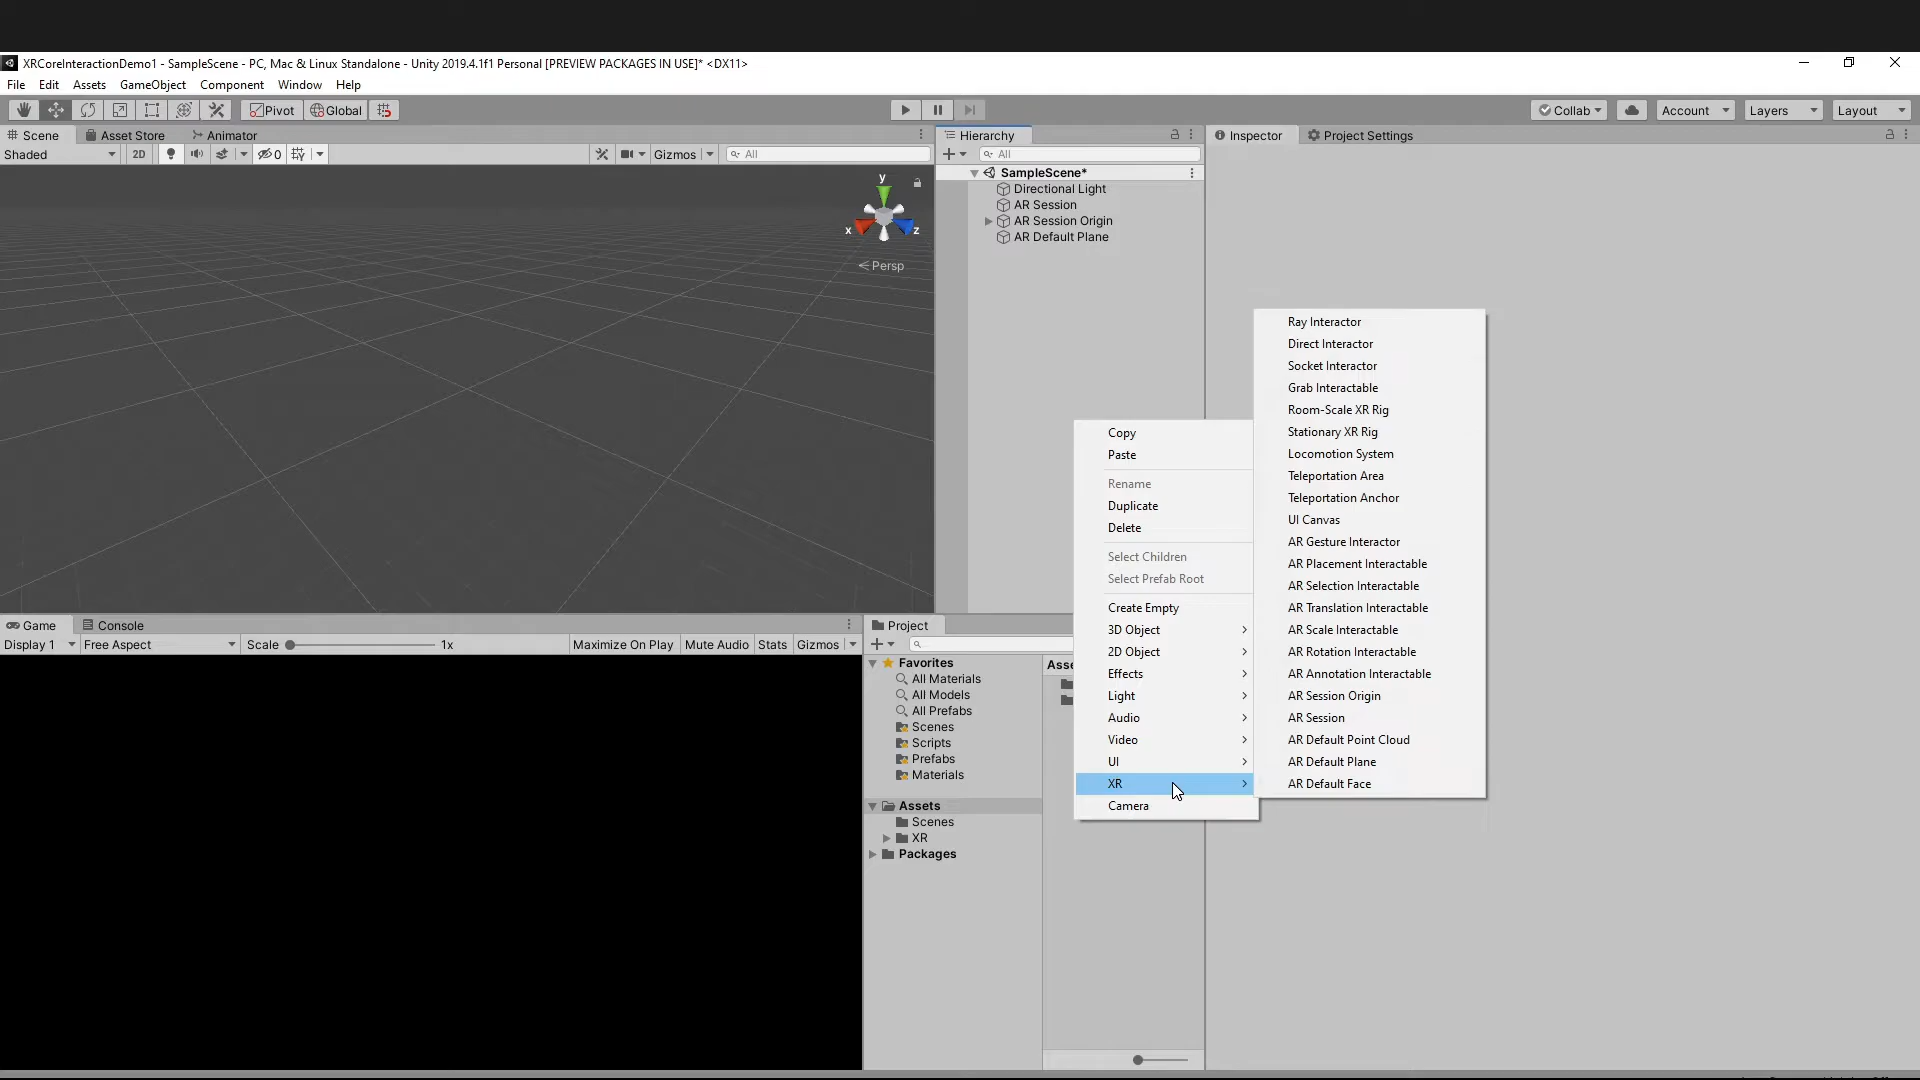 XRCoreInteractionDemo1 - SampleScene - PC, Mac & Linux Standalone - Unity 2019.4.1f1 Personal [PREVIEW PACKAGES IN USE]* <DX11>
File Edit Assets GameObject Component Window Help
Pivot Global Collab Account Layers Layout
Scene Asset Store Animator
Shaded 2D 0 Gizmos All
y
x
z
Persp
Hierarchy
All
SampleScene*
Directional Light
AR Session
AR Session Origin
AR Default Plane
Inspector Project Settings
Copy
Paste
Rename
Duplicate
Delete
Select Children
Select Prefab Root
Create Empty
3D Object
2D Object
Effects
Light
Audio
Video
UI
XR
Camera
Ray Interactor
Direct Interactor
Socket Interactor
Grab Interactable
Room-Scale XR Rig
Stationary XR Rig
Locomotion System
Teleportation Area
Teleportation Anchor
UI Canvas
AR Gesture Interactor
AR Placement Interactable
AR Selection Interactable
AR Translation Interactable
AR Scale Interactable
AR Rotation Interactable
AR Annotation Interactable
AR Session Origin
AR Session
AR Default Point Cloud
AR Default Plane
AR Default Face
Game Console
Display 1 Free Aspect Scale 1x Maximize On Play Mute Audio Stats Gizmos
Project
Favorites
All Materials
All Models
All Prefabs
Scenes
Scripts
Prefabs
Materials
Assets
Scenes
XR
Packages
Asse